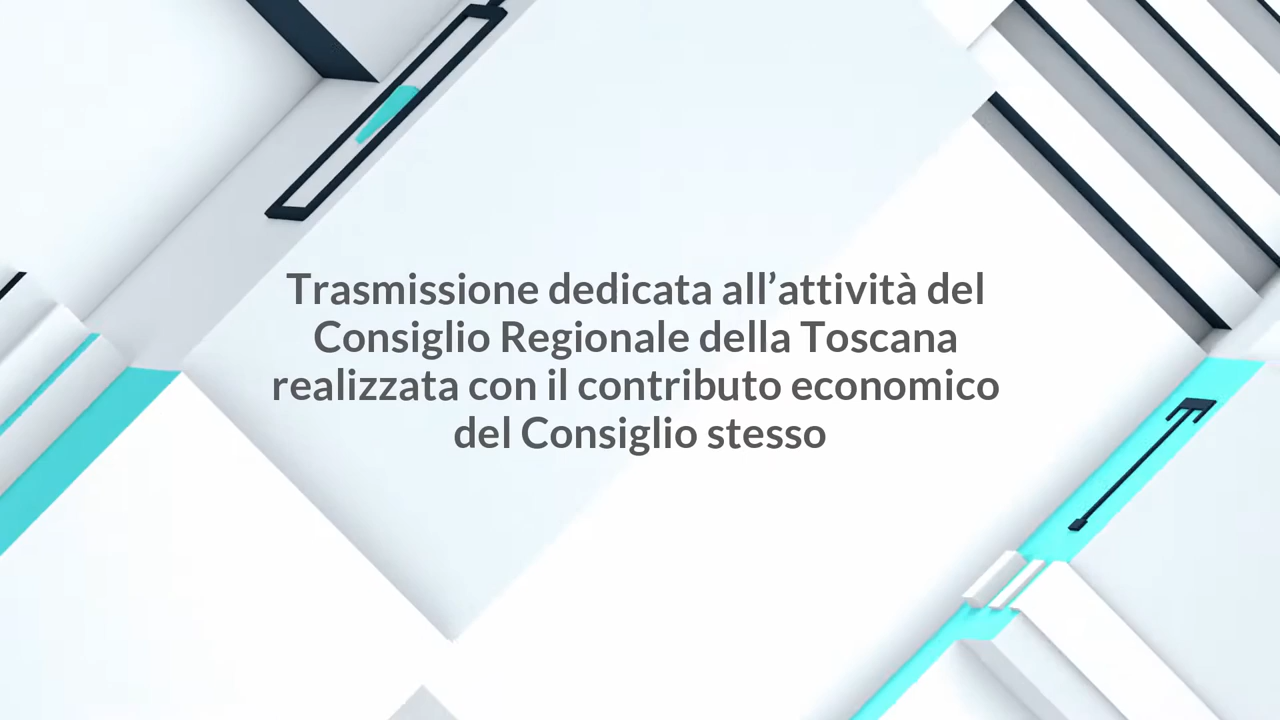 Trasmissione dedicata all’attività del
Consiglio Regionale della Toscana
realizzata con il contributo economico
del Consiglio stesso